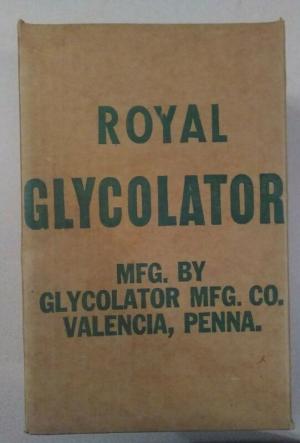 ROYAL
GLYCOLATOR
MFG. BY
GLYCOLATOR MFG. CO.
VALENCIA, PENNA.